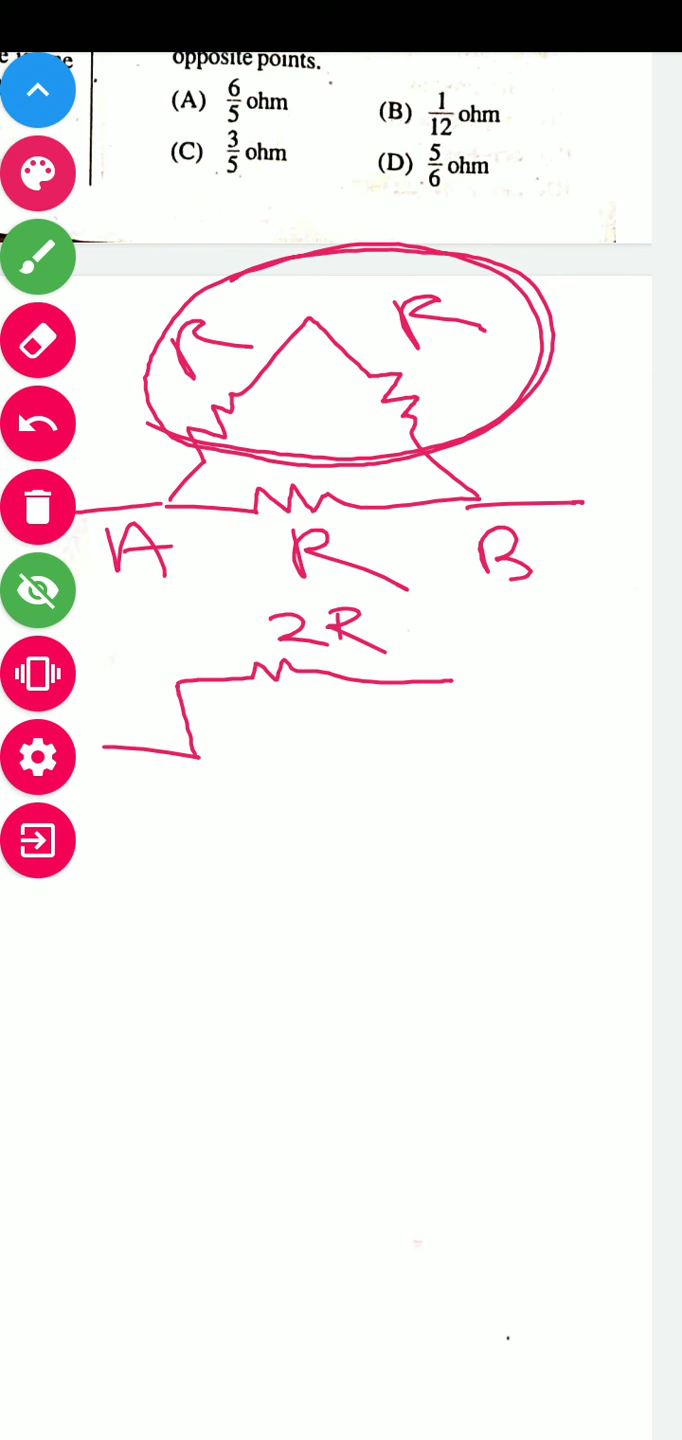 opposite points.
(A) 6/5 ohm (B) 1/12 ohm
(C) 3/5 ohm (D) 5/6 ohm
R R
A R B
2R